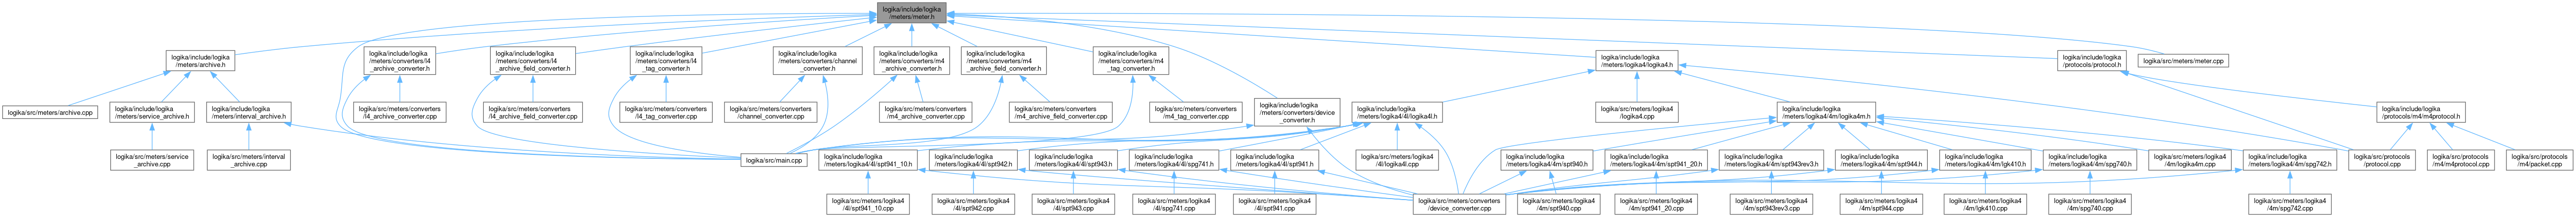 logika/include/logika
/meters/meter.h
logika/include/logika
/meters/archive.h
logika/include/logika
/meters/converters/l4
_archive_converter.h
logika/include/logika
/meters/converters/l4
_archive_field_converter.h
logika/include/logika
/meters/converters/l4
_tag_converter.h
logika/include/logika
/meters/converters/channel
_converter.h
logika/include/logika
/meters/converters/m4
_archive_converter.h
logika/include/logika
/meters/converters/m4
_archive_field_converter.h
logika/include/logika
/meters/converters/m4
_tag_converter.h
logika/include/logika
/meters/logika4/logika4.h
logika/include/logika
/protocols/protocol.h
logika/src/meters/meter.cpp
logika/src/meters/archive.cpp
logika/include/logika
/meters/service_archive.h
logika/include/logika
/meters/interval_archive.h
logika/src/meters/converters
/l4_archive_converter.cpp
logika/src/meters/converters
/l4_archive_field_converter.cpp
logika/src/meters/converters
/l4_tag_converter.cpp
logika/src/meters/converters
/channel_converter.cpp
logika/src/meters/converters
/m4_archive_converter.cpp
logika/src/meters/converters
/m4_archive_field_converter.cpp
logika/src/meters/converters
/m4_tag_converter.cpp
logika/include/logika
/meters/converters/device
_converter.h
logika/include/logika
/meters/logika4/4l/logika4l.h
logika/src/meters/logika4
/logika4.cpp
logika/include/logika
/meters/logika4/4m/logika4m.h
logika/include/logika
/protocols/m4/m4protocol.h
logika/src/meters/service
_archive.cpp
logika/src/meters/interval
_archive.cpp
logika/src/main.cpp
logika/include/logika
/meters/logika4/4l/spt941_10.h
logika/include/logika
/meters/logika4/4l/spt942.h
logika/include/logika
/meters/logika4/4l/spt943.h
logika/include/logika
/meters/logika4/4l/spg741.h
logika/include/logika
/meters/logika4/4l/spt941.h
logika/src/meters/logika4
/4l/logika4l.cpp
logika/include/logika
/meters/logika4/4m/spt940.h
logika/include/logika
/meters/logika4/4m/spt941_20.h
logika/include/logika
/meters/logika4/4m/spt943rev3.h
logika/include/logika
/meters/logika4/4m/spt944.h
logika/include/logika
/meters/logika4/4m/lgk410.h
logika/include/logika
/meters/logika4/4m/spg740.h
logika/src/meters/logika4
/4m/logika4m.cpp
logika/include/logika
/meters/logika4/4m/spg742.h
logika/src/protocols
/protocol.cpp
logika/src/protocols
/m4/m4protocol.cpp
logika/src/protocols
/m4/packet.cpp
logika/src/meters/logika4
/4l/spt941_10.cpp
logika/src/meters/logika4
/4l/spt942.cpp
logika/src/meters/logika4
/4l/spt943.cpp
logika/src/meters/logika4
/4l/spg741.cpp
logika/src/meters/logika4
/4l/spt941.cpp
logika/src/meters/converters
/device_converter.cpp
logika/src/meters/logika4
/4m/spt940.cpp
logika/src/meters/logika4
/4m/spt941_20.cpp
logika/src/meters/logika4
/4m/spt943rev3.cpp
logika/src/meters/logika4
/4m/spt944.cpp
logika/src/meters/logika4
/4m/lgk410.cpp
logika/src/meters/logika4
/4m/spg740.cpp
logika/src/meters/logika4
/4m/spg742.cpp